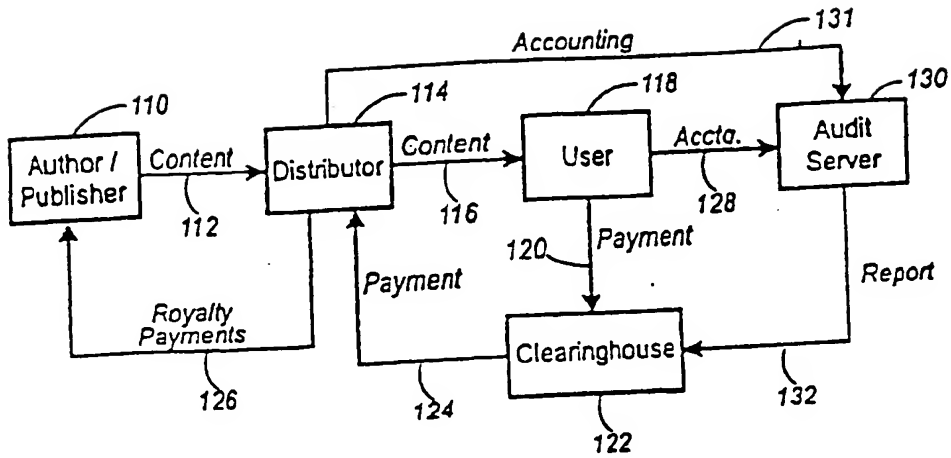 Accounting
131
110
114
118
130
Author /
Publisher
Content
112
Distributor
Content
116
User
Accta.
128
Audit
Server
120
Payment
Payment
Report
Royalty
Payments
126
124
Clearinghouse
122
132